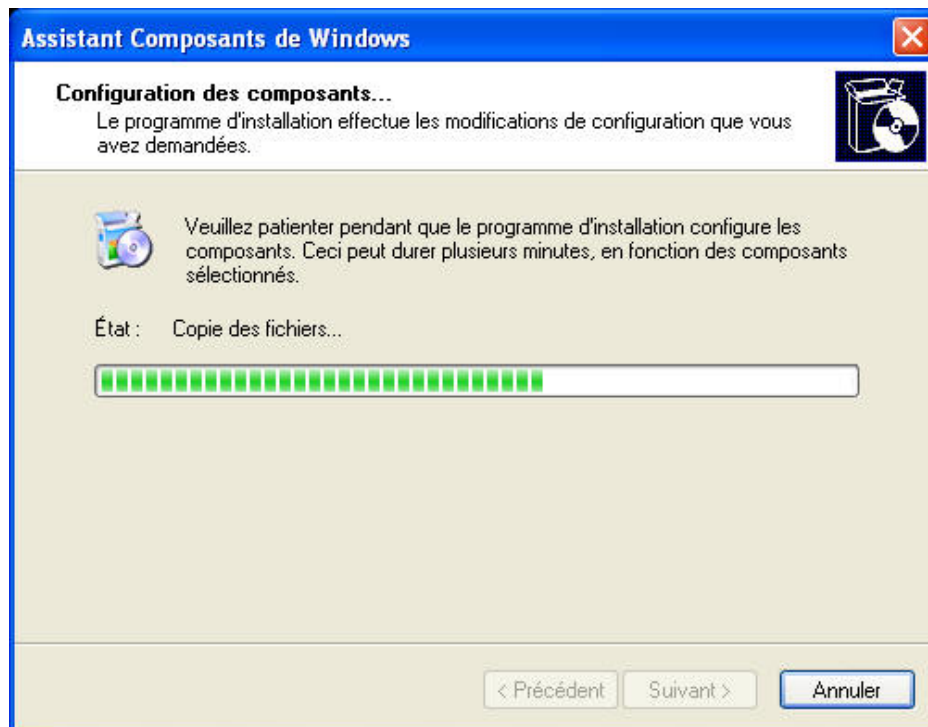 Assistant Composants de Windows
Configuration des composants...
Le programme d'installation effectue les modifications de configuration que vous
avez demandées.
Veuillez patienter pendant que le programme d'installation configure les
composants. Ceci peut durer plusieurs minutes, en fonction des composants
sélectionnés.
État : Copie des fichiers...
< Précédent Suivant > Annuler